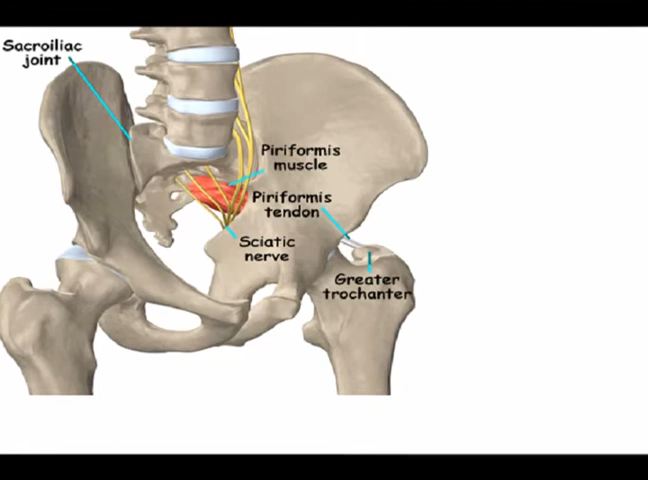 Sacroiliac
joint
Piriformis
muscle
Piriformis
tendon
Sciatic
nerve
Greater
trochanter